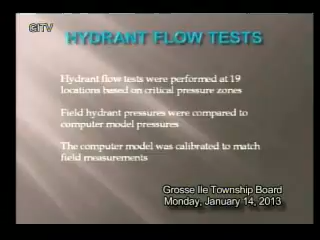 GITV
HYDRANT FLOW TESTS
Hydrant flow tests were performed at 19
locations based on critical pressure zones
Field hydrant pressures were compared to
computer model pressures
The computer model was calibrated to match
field measurements
Grosse Ile Township Board
Monday, January 14, 2013